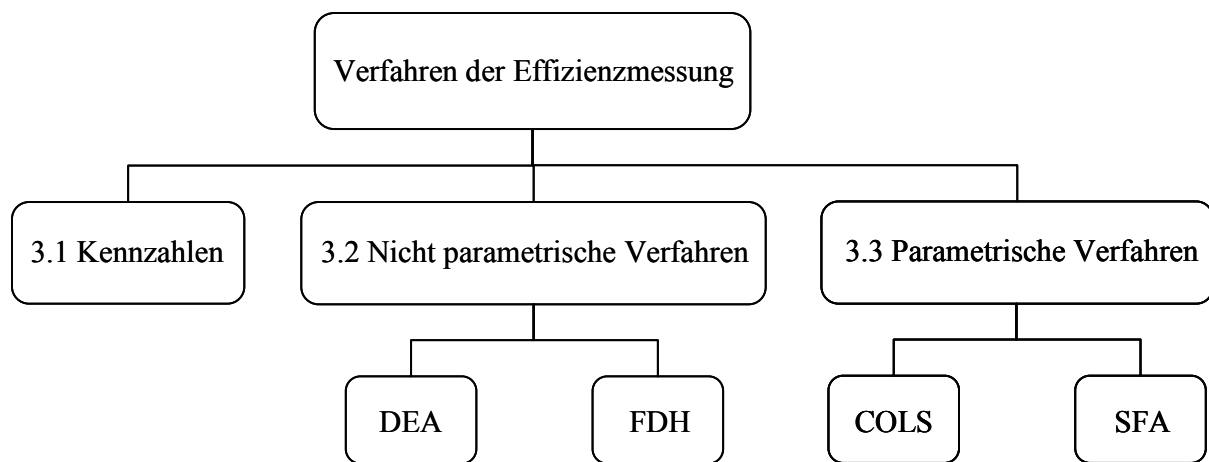 Verfahren der Effizienzmessung
3.1 Kennzahlen
3.2 Nicht parametrische Verfahren
3.3 Parametrische Verfahren
DEA
FDH
COLS
SFA